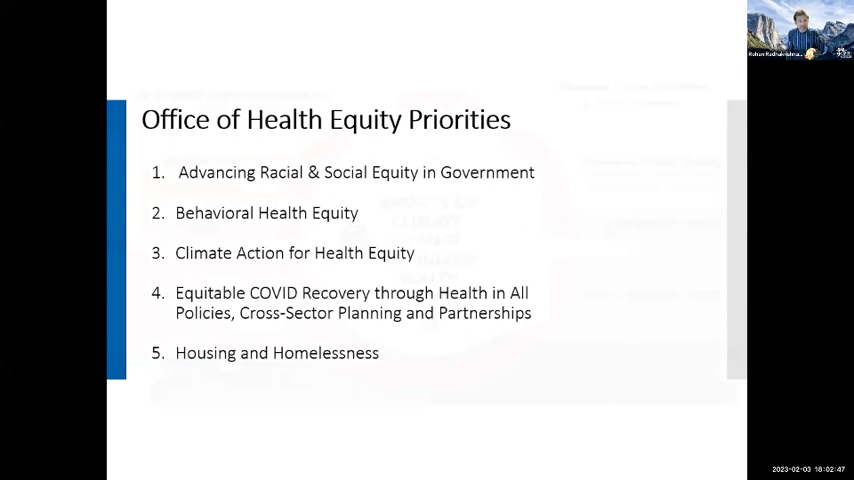 Rohan Radhakrishna...
Office of Health Equity Priorities
1. Advancing Racial & Social Equity in Government
2. Behavioral Health Equity
3. Climate Action for Health Equity
4. Equitable COVID Recovery through Health in All
Policies, Cross-Sector Planning and Partnerships
5. Housing and Homelessness
2023-02-03 18:02:47